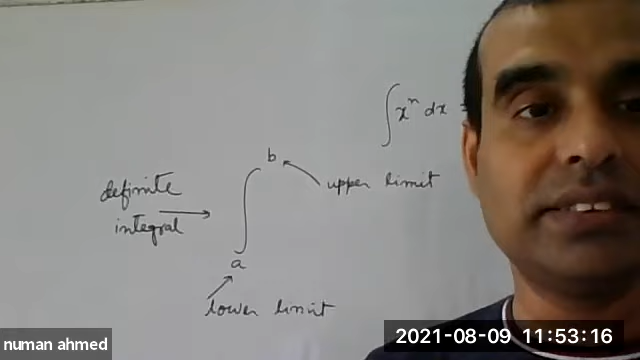 ∫ xⁿ dx =
b
upper limit
definite
integral
∫
a
lower limit
numan ahmed
2021-08-09 11:53:16